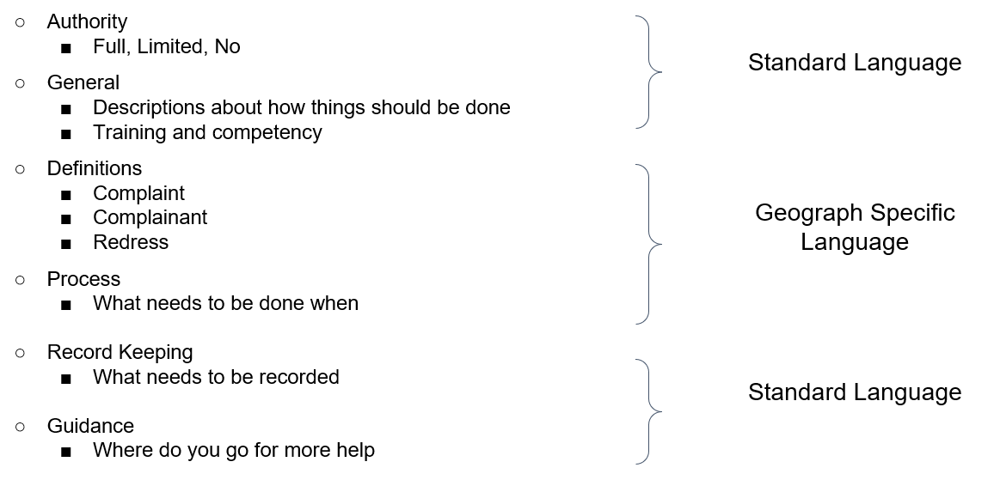 Authority
Full, Limited, No
General
Descriptions about how things should be done
Training and competency
Standard Language
Definitions
Complaint
Complainant
Redress
Process
What needs to be done when
Geograph Specific
Language
Record Keeping
What needs to be recorded
Guidance
Where do you go for more help
Standard Language